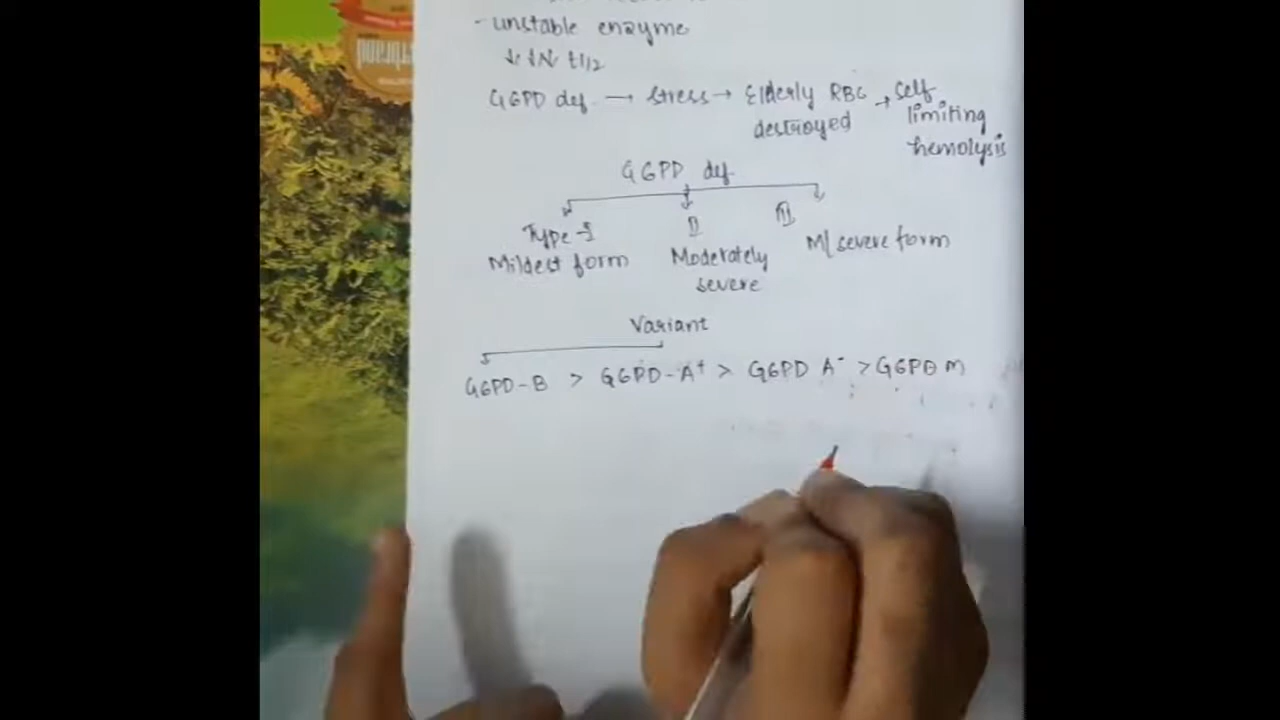 - unstable enzyme
↓ ↓N t1/2
G6PD def. → stress → Elderly RBC destroyed → self limiting hemolysis
G6PD def.
Type-I II III
Mildest form Moderately severe M/severe form
Variant
G6PD-B > G6PD-A+ > G6PD A- > G6PD M